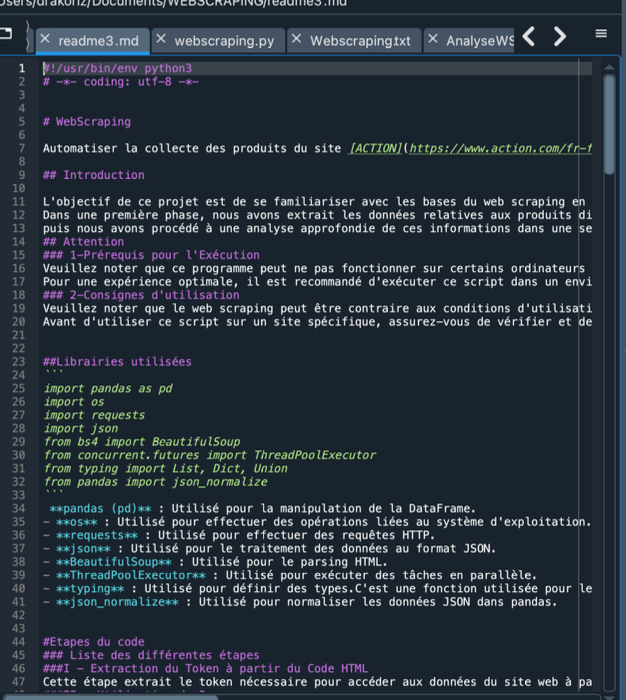 sers/drakoriz/Documents/WEBSCRAPING/readme3.md
readme3.md webscraping.py Webscraping.txt AnalyseWS
1 #!/usr/bin/env python3
2 # -*- coding: utf-8 -*-
3
4
5 # WebScraping
6
7 Automatiser la collecte des produits du site [ACTION](https://www.action.com/fr-f
8
9 ## Introduction
10
11 L'objectif de ce projet est de se familiariser avec les bases du web scraping en
12 Dans une première phase, nous avons extrait les données relatives aux produits di
13 puis nous avons procédé à une analyse approfondie de ces informations dans une se
14 ## Attention
15 ### 1-Prérequis pour l'Exécution
16 Veuillez noter que ce programme peut ne pas fonctionner sur certains ordinateurs
17 Pour une expérience optimale, il est recommandé d'exécuter ce script dans un envi
18 ### 2-Consignes d'utilisation
19 Veuillez noter que le web scraping peut être contraire aux conditions d'utilisati
20 Avant d'utiliser ce script sur un site spécifique, assurez-vous de vérifier et de
21
22
23 ##Librairies utilisées
24 ```
25 import pandas as pd
26 import os
27 import requests
28 import json
29 from bs4 import BeautifulSoup
30 from concurrent.futures import ThreadPoolExecutor
31 from typing import List, Dict, Union
32 from pandas import json_normalize
33 ```
34 **pandas (pd)** : Utilisé pour la manipulation de la DataFrame.
35 - **os** : Utilisé pour effectuer des opérations liées au système d'exploitation.
36 - **requests** : Utilisé pour effectuer des requêtes HTTP.
37 - **json** : Utilisé pour le traitement des données au format JSON.
38 - **BeautifulSoup** : Utilisé pour le parsing HTML.
39 - **ThreadPoolExecutor** : Utilisé pour exécuter des tâches en parallèle.
40 - **typing** : Utilisé pour définir des types.C'est une fonction utilisée pour le
41 - **json_normalize** : Utilisé pour normaliser les données JSON dans pandas.
42
43
44 #Etapes du code
45 ### Liste des différentes étapes
46 ###I - Extraction du Token à partir du Code HTML
47 Cette étape extrait le token nécessaire pour accéder aux données du site web à pa